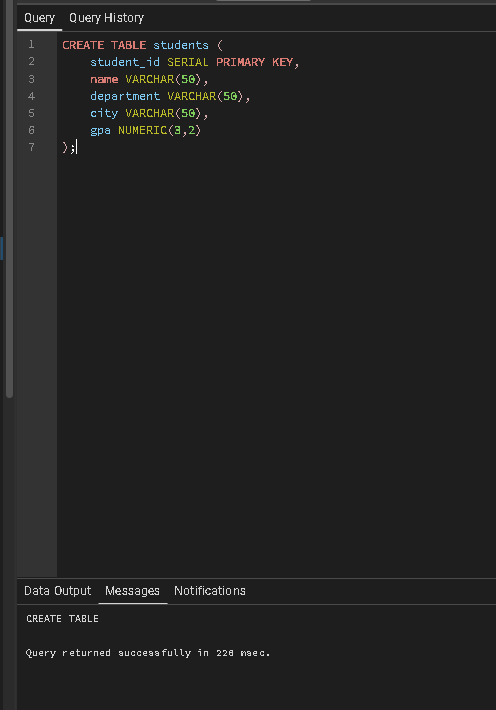 Query Query History
1 CREATE TABLE students (
2 student_id SERIAL PRIMARY KEY,
3 name VARCHAR(50),
4 department VARCHAR(50),
5 city VARCHAR(50),
6 gpa NUMERIC(3,2)
7 );
Data Output Messages Notifications
CREATE TABLE
Query returned successfully in 226 msec.